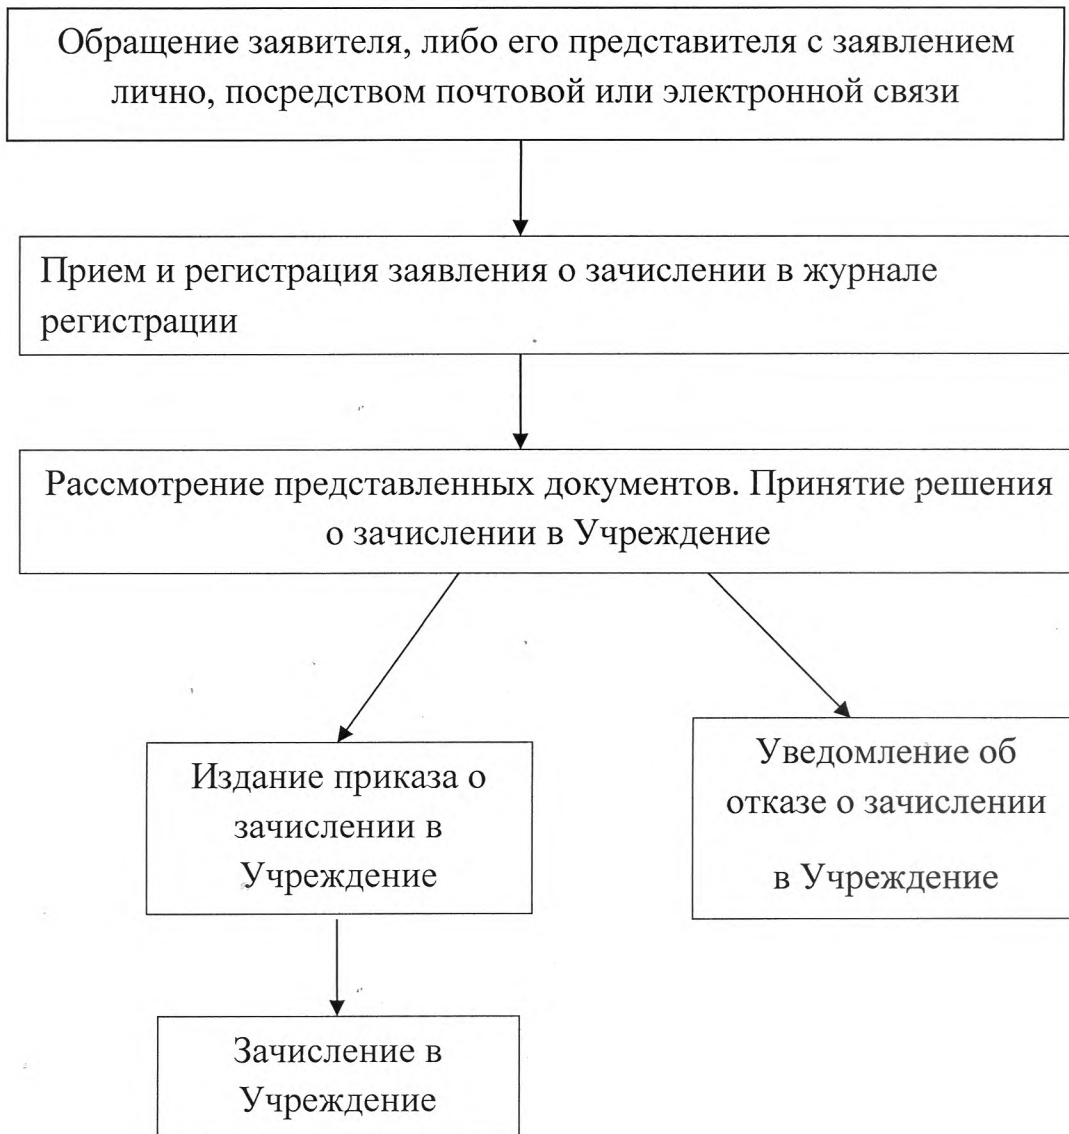 Обращение заявителя, либо его представителя с заявлением
лично, посредством почтовой или электронной связи
Прием и регистрация заявления о зачислении в журнале
регистрации
Рассмотрение представленных документов. Принятие решения
о зачислении в Учреждение
Издание приказа о
зачислении в
Учреждение
Уведомление об
отказе о зачислении
в Учреждение
Зачисление в
Учреждение